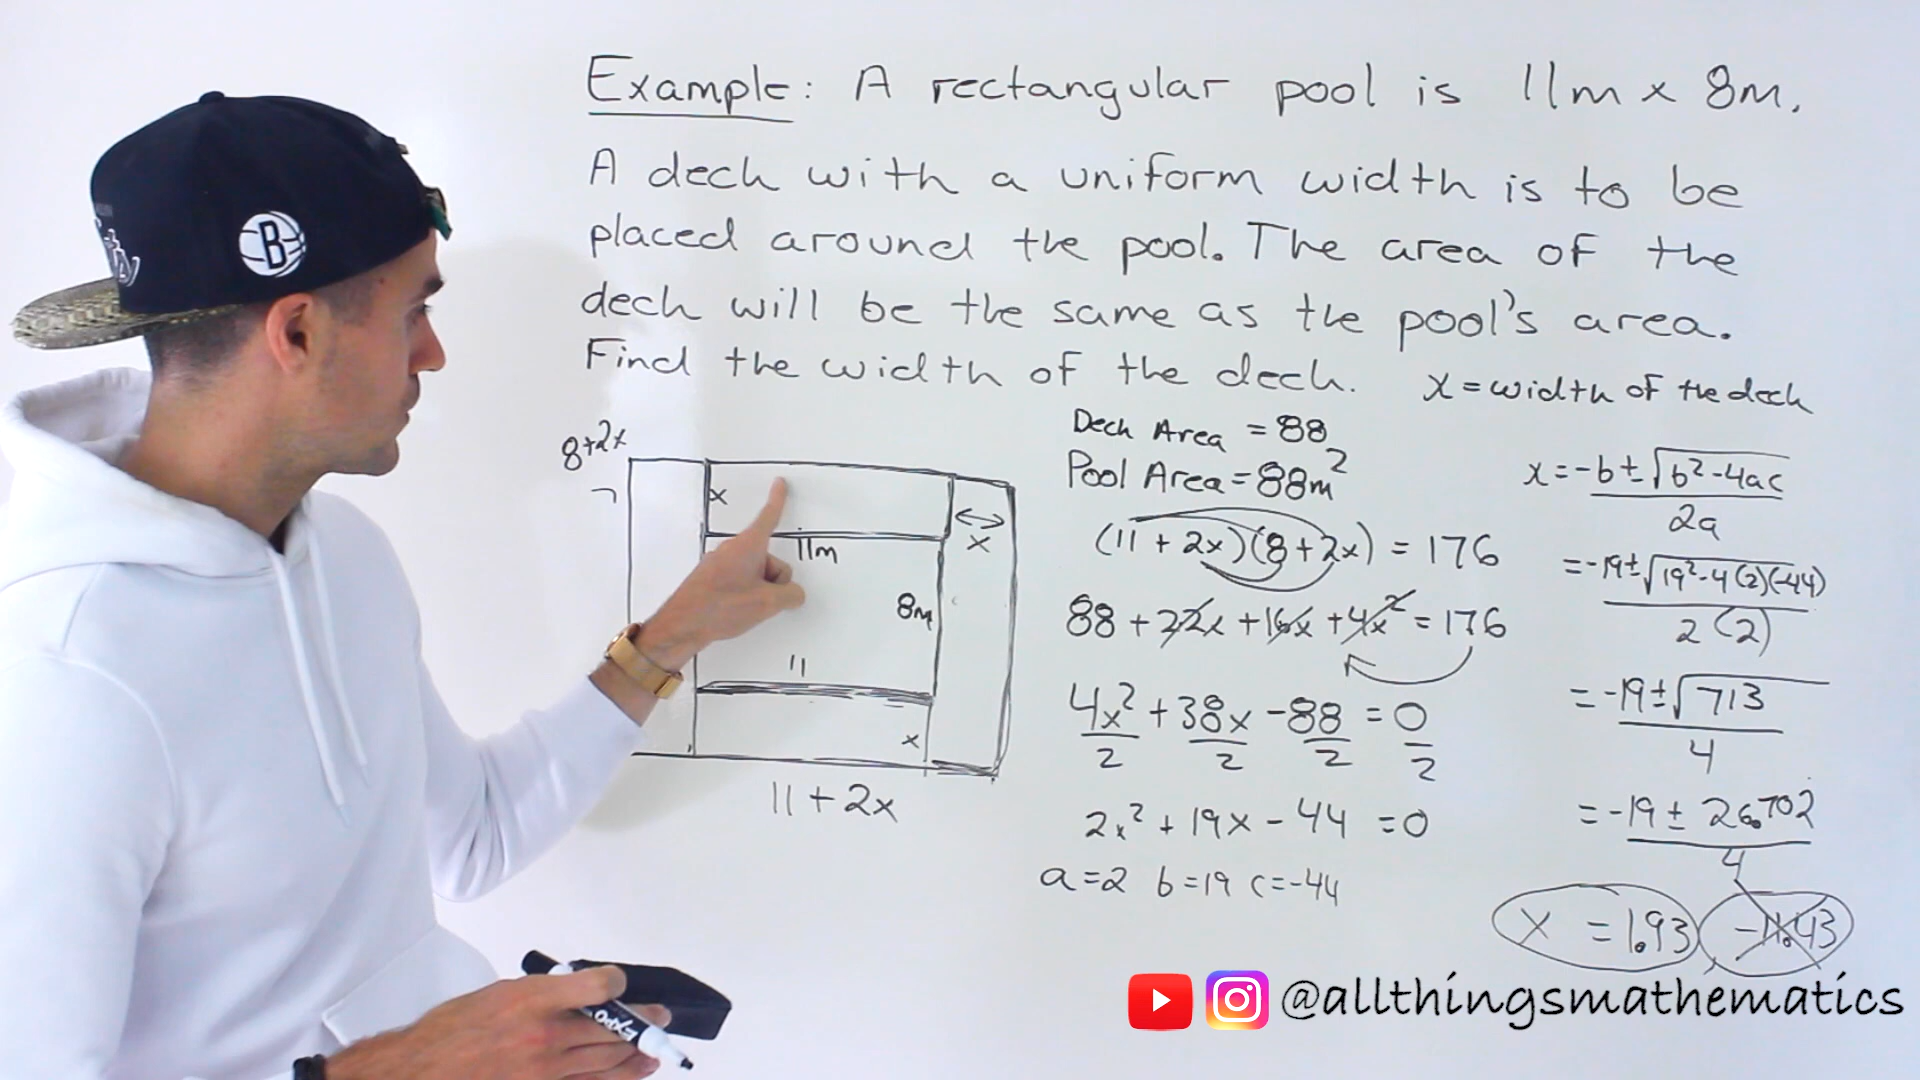 Example: A rectangular pool is 11m x 8m.
A deck with a uniform width is to be
placed around the pool. The area of the
deck will be the same as the pool's area.
Find the width of the deck.
x = width of the deck
8+2x
x
11m
x
8m
11
x
11 + 2x
Deck Area = 88
Pool Area = 88m²
(11 + 2x)(8+2x) = 176
88 + 22x + 16x + 4x² = 176
4x² + 38x - 88 = 0
2 2 2 2
2x² + 19x - 44 = 0
a = 2 b = 19 c = -44
x = -b ± √b² - 4ac
2a
= -19 ± √19² - 4(2)(-44)
2(2)
= -19 ± √713
4
= -19 ± 26.702
4
x = 1.93, -11.43
B
EXPO
@allthingsmathematics